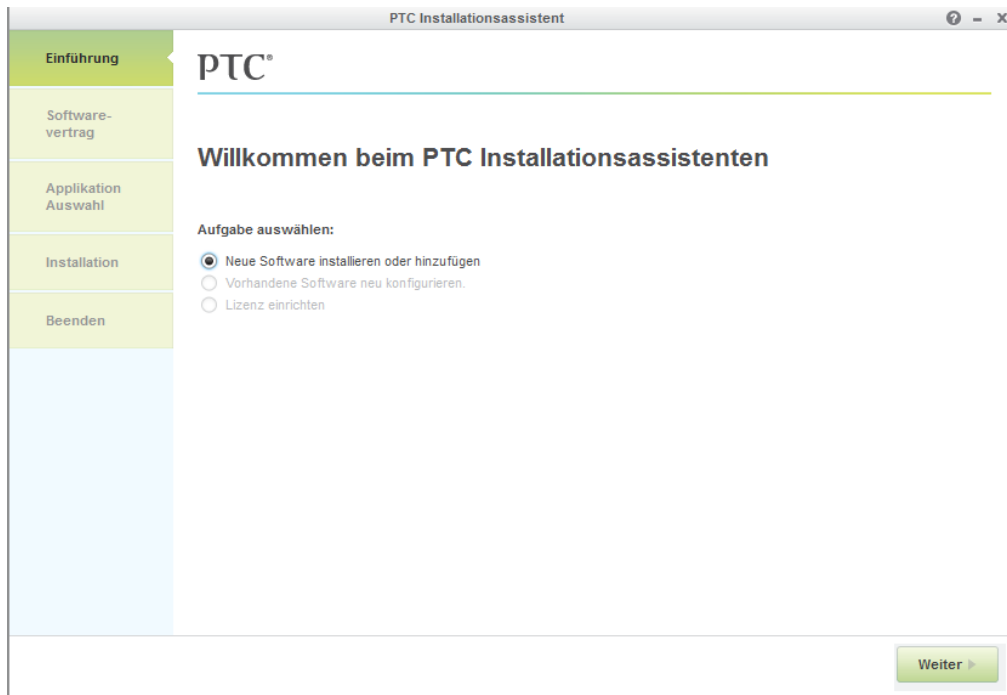 PTC Installationsassistent
Einführung
Software-
vertrag
Applikation
Auswahl
Installation
Beenden
PTC®
Willkommen beim PTC Installationsassistenten
Aufgabe auswählen:
Neue Software installieren oder hinzufügen
Vorhandene Software neu konfigurieren.
Lizenz einrichten
Weiter